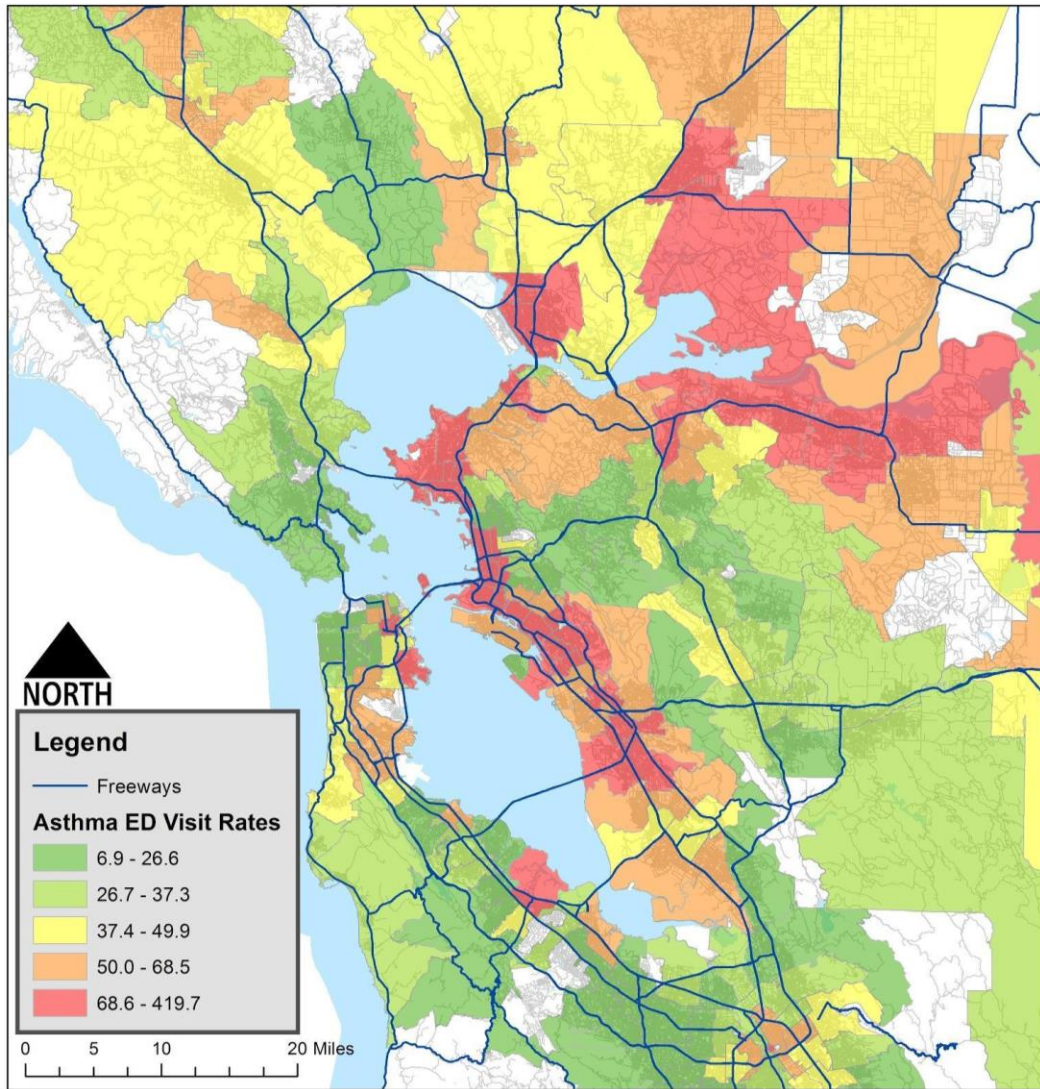 NORTH
Legend
Freeways
Asthma ED Visit Rates
6.9 - 26.6
26.7 - 37.3
37.4 - 49.9
50.0 - 68.5
68.6 - 419.7
0 5 10 20 Miles